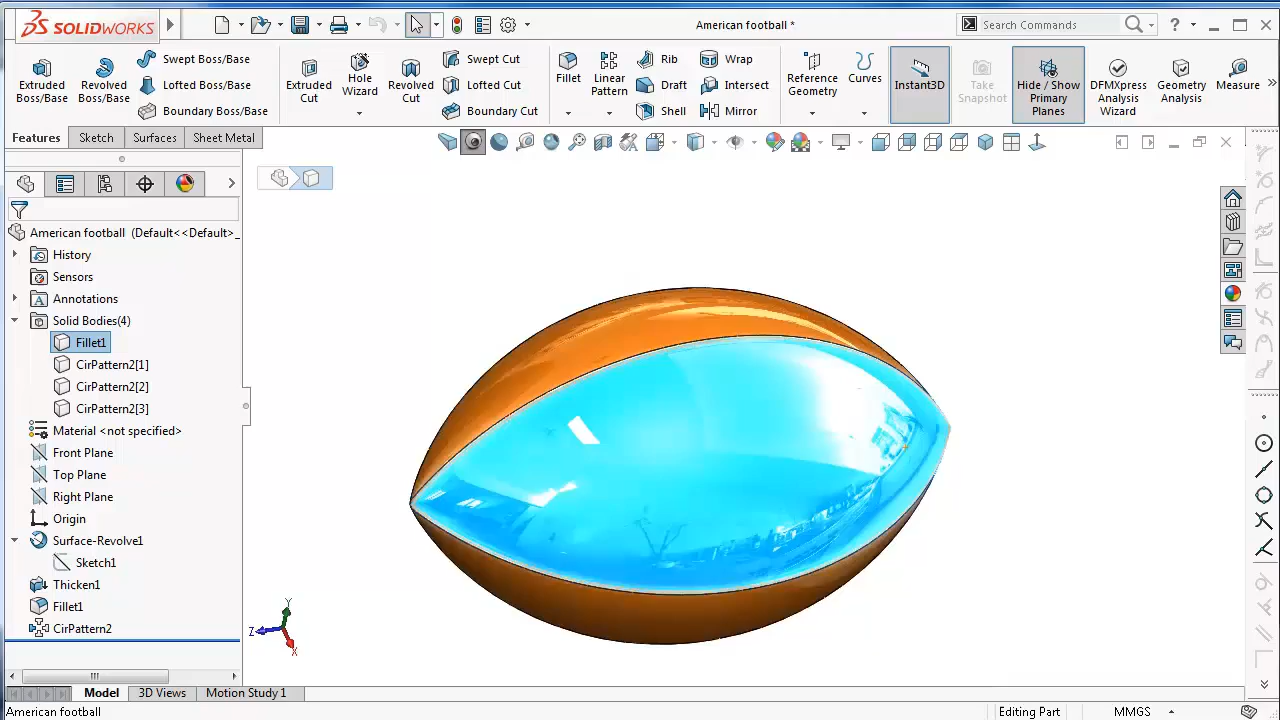 SOLIDWORKS
American football *
Search Commands
Extruded Boss/Base
Revolved Boss/Base
Swept Boss/Base
Lofted Boss/Base
Boundary Boss/Base
Extruded Cut
Hole Wizard
Revolved Cut
Swept Cut
Lofted Cut
Boundary Cut
Fillet
Linear Pattern
Rib
Draft
Shell
Wrap
Intersect
Mirror
Reference Geometry
Curves
Instant3D
Take Snapshot
Hide / Show Primary Planes
DFMXpress Analysis Wizard
Geometry Analysis
Measure
Features
Sketch
Surfaces
Sheet Metal
American football (Default<<Default>_
History
Sensors
Annotations
Solid Bodies(4)
Fillet1
CirPattern2[1]
CirPattern2[2]
CirPattern2[3]
Material <not specified>
Front Plane
Top Plane
Right Plane
Origin
Surface-Revolve1
Sketch1
Thicken1
Fillet1
CirPattern2
Y
Z
X
Model
3D Views
Motion Study 1
American football
Editing Part
MMGS